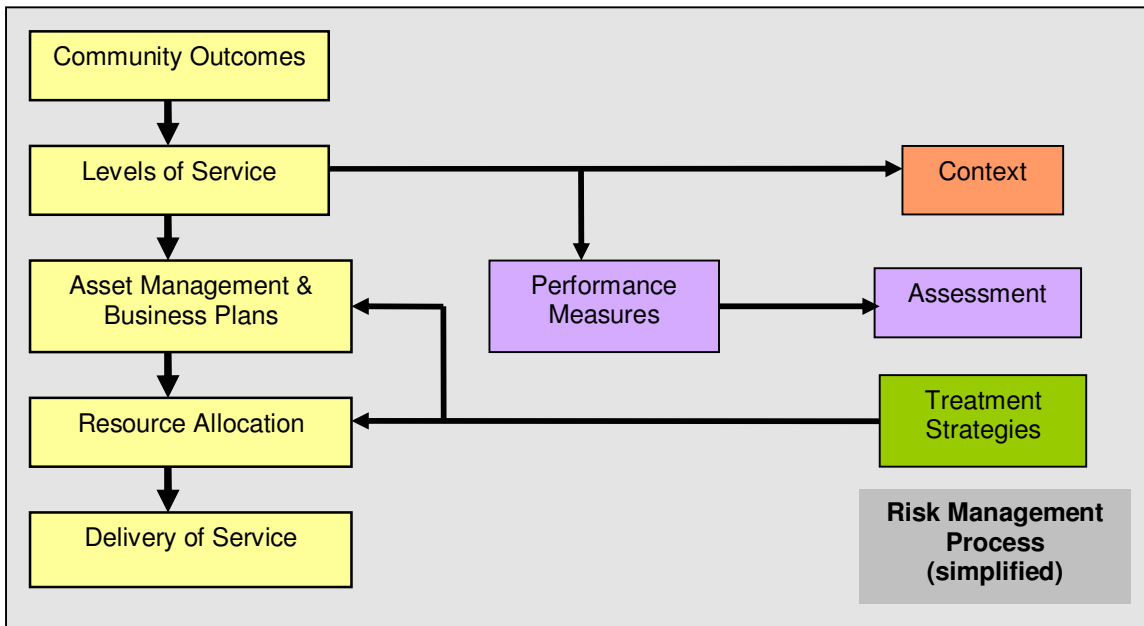 Community Outcomes
Levels of Service
Context
Asset Management &
Business Plans
Performance
Measures
Assessment
Resource Allocation
Treatment
Strategies
Delivery of Service
Risk Management
Process
(simplified)